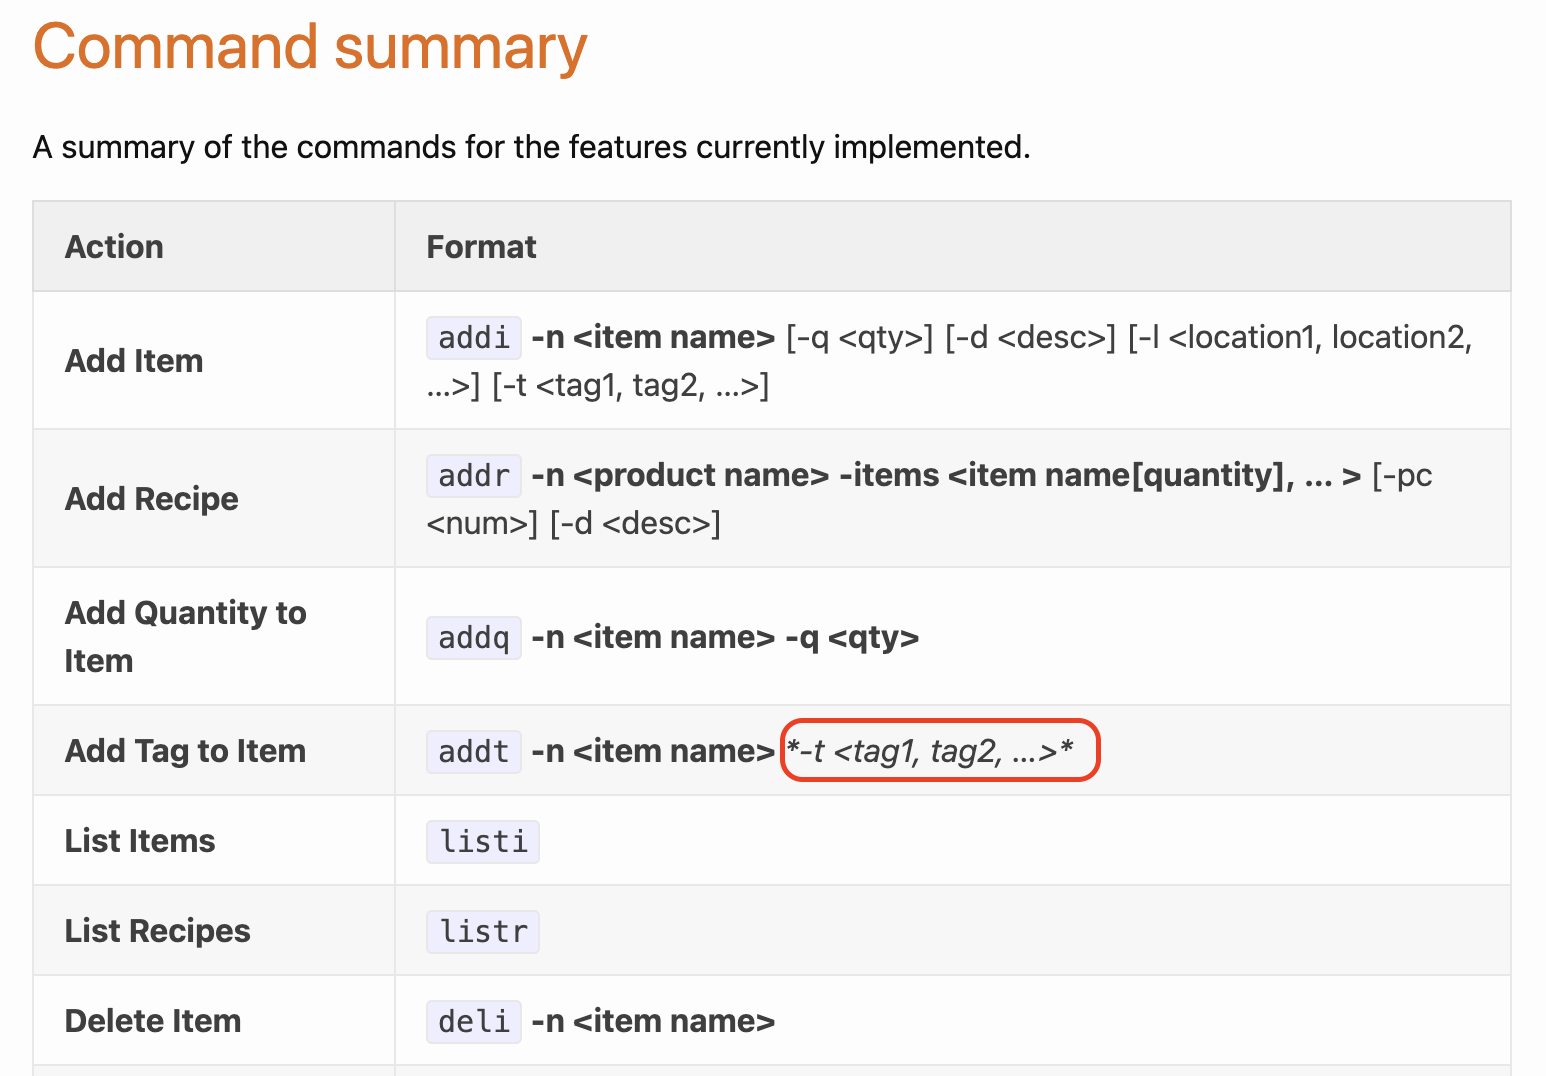 Command summary
A summary of the commands for the features currently implemented.
Action Format
Add Item addi -n <item name> [-q <qty>] [-d <desc>] [-l <location1, location2,
...>] [-t <tag1, tag2, ...>]
Add Recipe addr -n <product name> -items <item name[quantity], ... > [-pc
<num>] [-d <desc>]
Add Quantity to
Item addq -n <item name> -q <qty>
Add Tag to Item addt -n <item name> *-t <tag1, tag2, ...>*
List Items listi
List Recipes listr
Delete Item deli -n <item name>